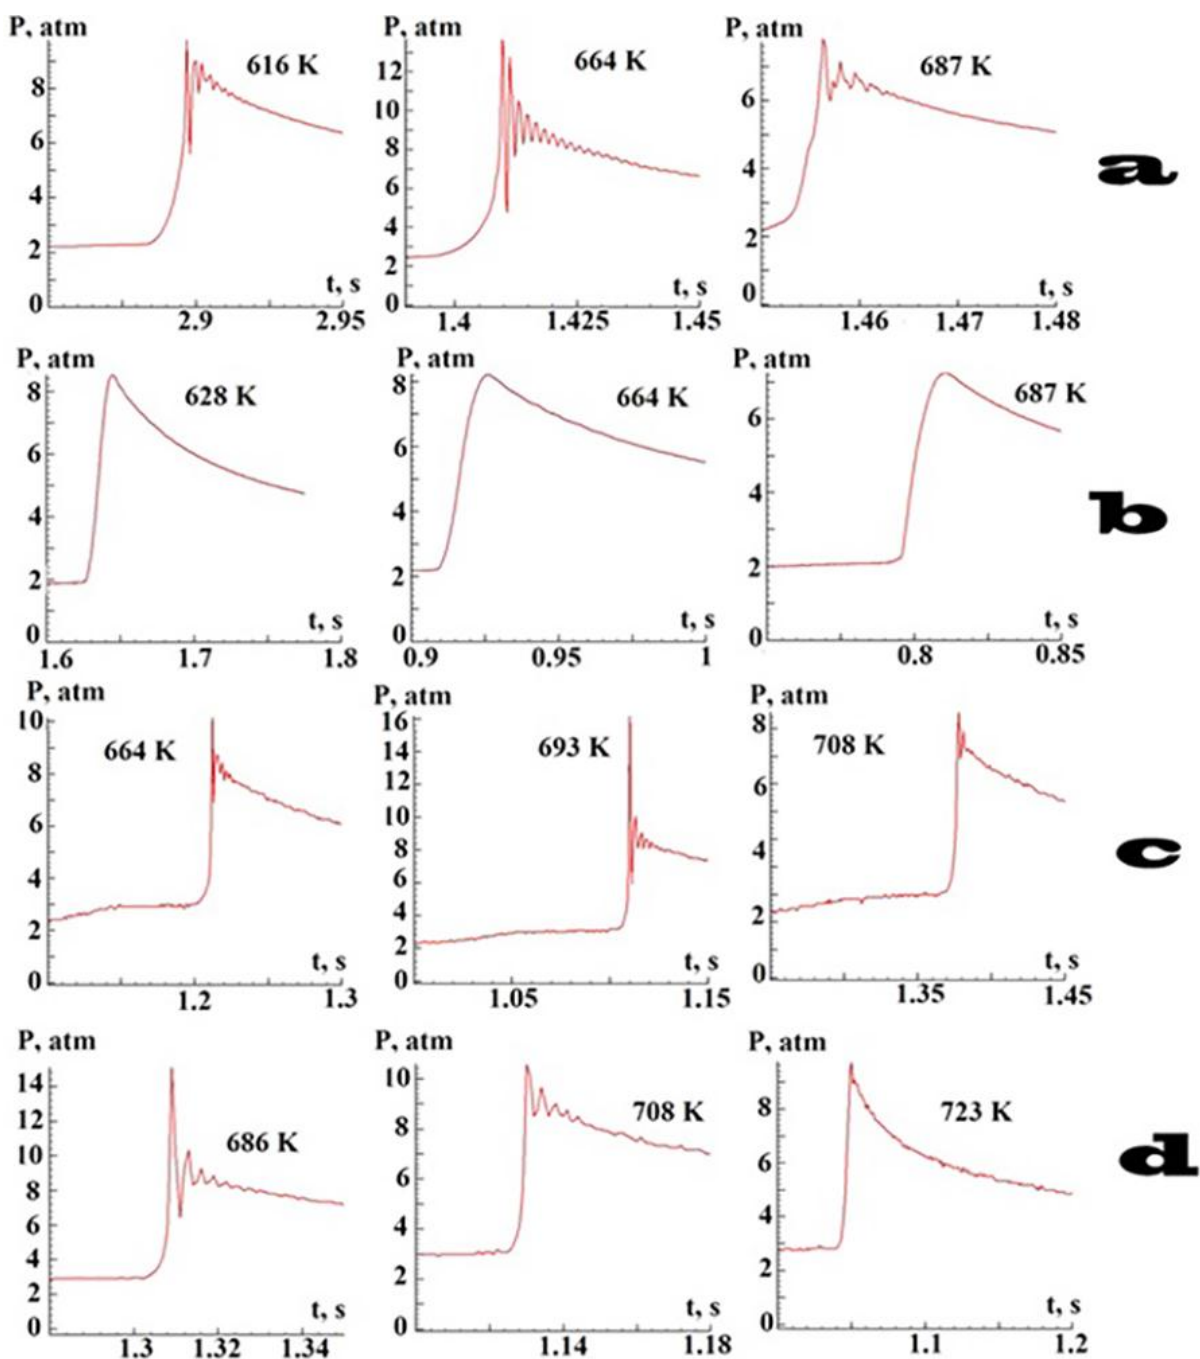 P, atm P, atm P, atm
616 K 664 K 687 K
8 6 4 2 0
12 10 8 6 4 2 0
6 4 2 0
a
t, s t, s t, s
2.9 2.95 1.4 1.425 1.45 1.46 1.47 1.48
P, atm P, atm P, atm
628 K 664 K 687 K
8 6 4 2 0
8 6 4 2 0
6 4 2 0
b
t, s t, s t, s
1.6 1.7 1.8 0.9 0.95 1 0.8 0.85
P, atm P, atm P, atm
664 K 693 K 708 K
10 8 6 4 2 0
16 14 12 10 8 6 4 2 0
8 6 4 2 0
c
t, s t, s t, s
1.2 1.3 1.05 1.15 1.35 1.45
P, atm P, atm P, atm
686 K 708 K 723 K
14 12 10 8 6 4 2 0
10 8 6 4 2 0
8 6 4 2 0
d
t, s t, s t, s
1.3 1.32 1.34 1.14 1.18 1.1 1.2